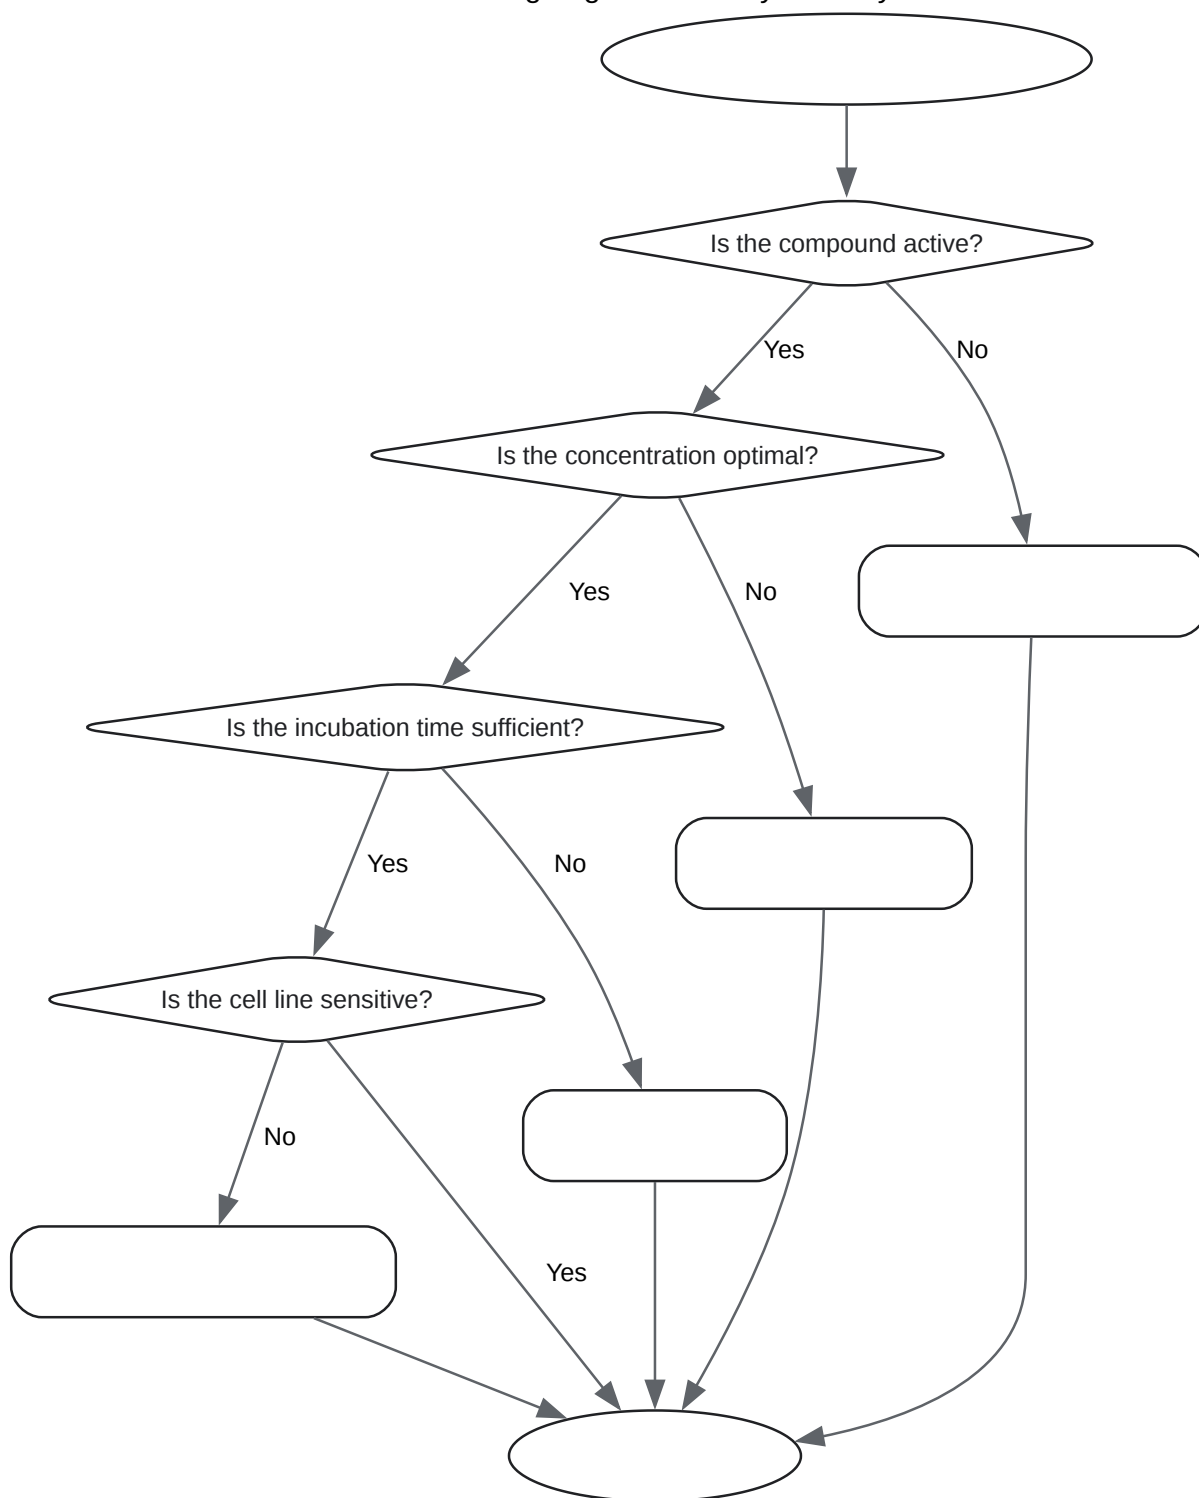 Is the compound active?
Yes
No
Is the concentration optimal?
Yes
No
Is the incubation time sufficient?
Yes
No
Is the cell line sensitive?
No
Yes